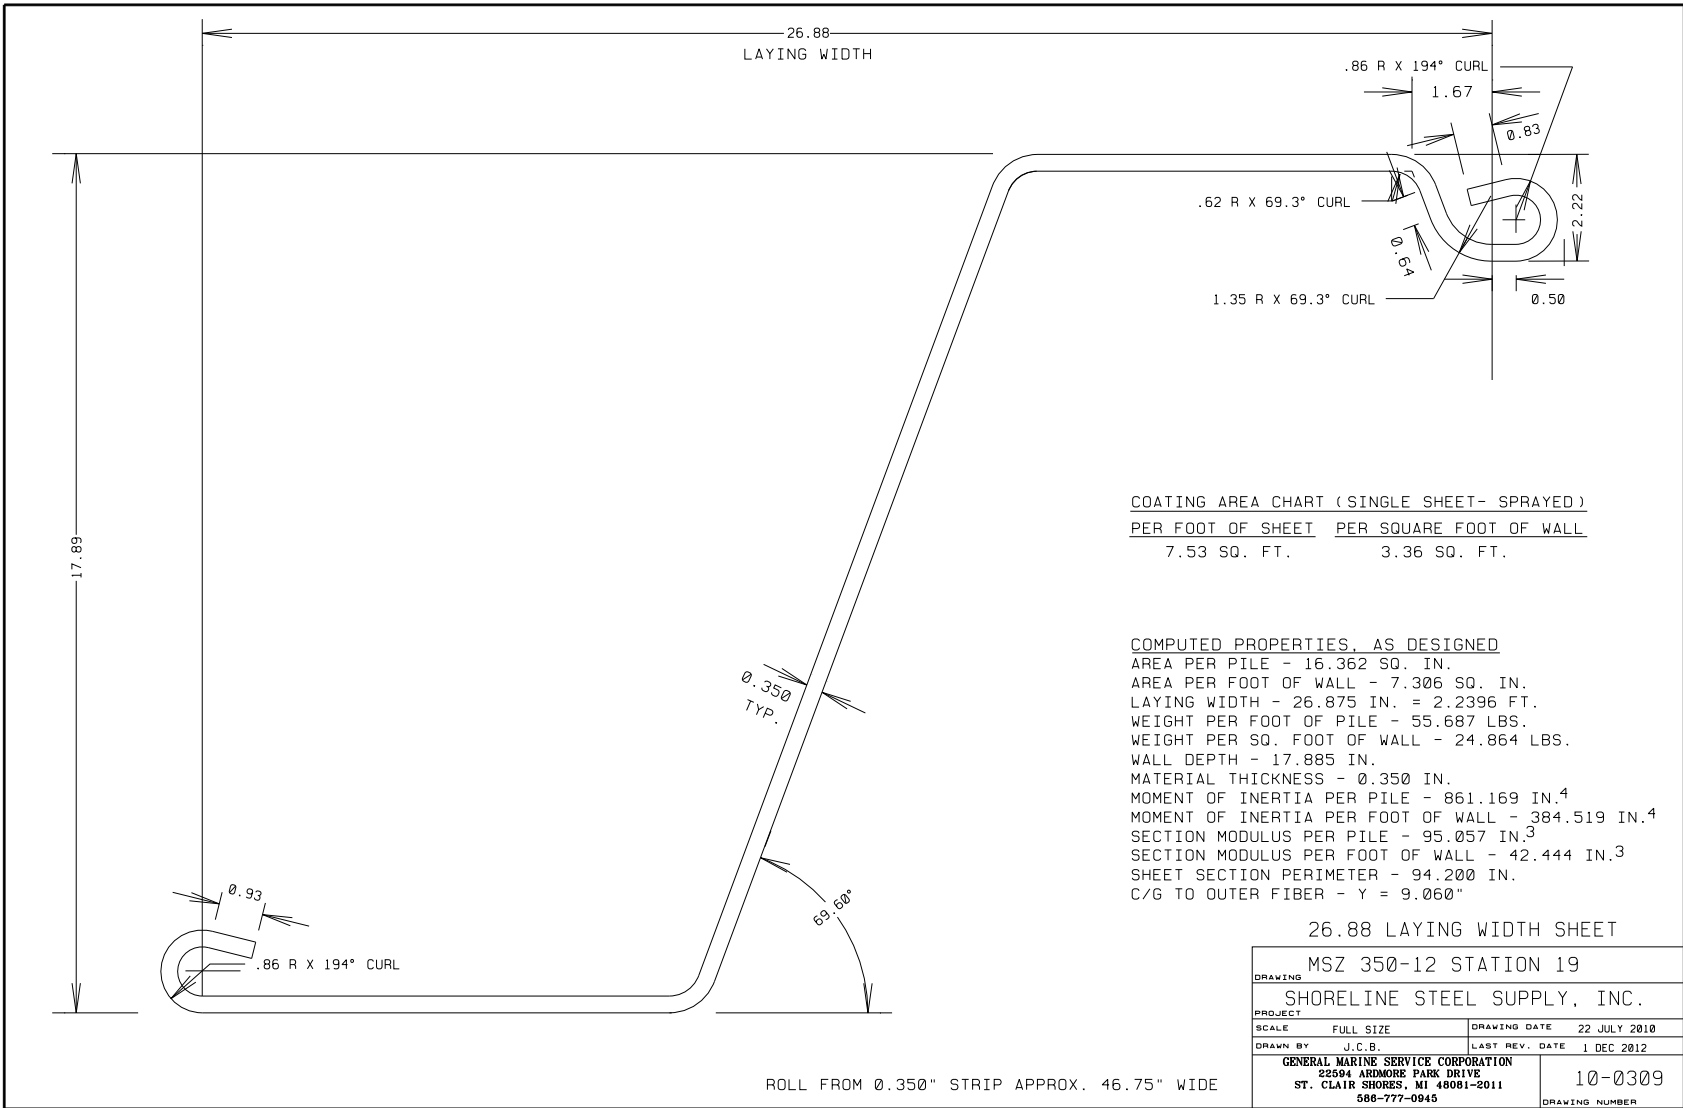 26.88
LAYING WIDTH
.86 R X 194° CURL
1.67
0.83
.62 R X 69.3° CURL
2.22
0.64
1.35 R X 69.3° CURL
0.50
17.89
0.350
TYP.
69.60°
0.93
.86 R X 194° CURL
COATING AREA CHART (SINGLE SHEET- SPRAYED)
PER FOOT OF SHEET PER SQUARE FOOT OF WALL
7.53 SQ. FT. 3.36 SQ. FT.
COMPUTED PROPERTIES, AS DESIGNED
AREA PER PILE - 16.362 SQ. IN.
AREA PER FOOT OF WALL - 7.306 SQ. IN.
LAYING WIDTH - 26.875 IN. = 2.2396 FT.
WEIGHT PER FOOT OF PILE - 55.687 LBS.
WEIGHT PER SQ. FOOT OF WALL - 24.864 LBS.
WALL DEPTH - 17.885 IN.
MATERIAL THICKNESS - 0.350 IN.
MOMENT OF INERTIA PER PILE - 861.169 IN.⁴
MOMENT OF INERTIA PER FOOT OF WALL - 384.519 IN.⁴
SECTION MODULUS PER PILE - 95.057 IN.³
SECTION MODULUS PER FOOT OF WALL - 42.444 IN.³
SHEET SECTION PERIMETER - 94.200 IN.
C/G TO OUTER FIBER - Y = 9.060"
26.88 LAYING WIDTH SHEET
MSZ 350-12 STATION 19
DRAWING
SHORELINE STEEL SUPPLY, INC.
PROJECT
SCALE FULL SIZE DRAWING DATE 22 JULY 2010
DRAWN BY J.C.B. LAST REV. DATE 1 DEC 2012
GENERAL MARINE SERVICE CORPORATION
22594 ARDMORE PARK DRIVE
ST. CLAIR SHORES, MI 48081-2011
586-777-0945
10-0309
DRAWING NUMBER
ROLL FROM 0.350" STRIP APPROX. 46.75" WIDE